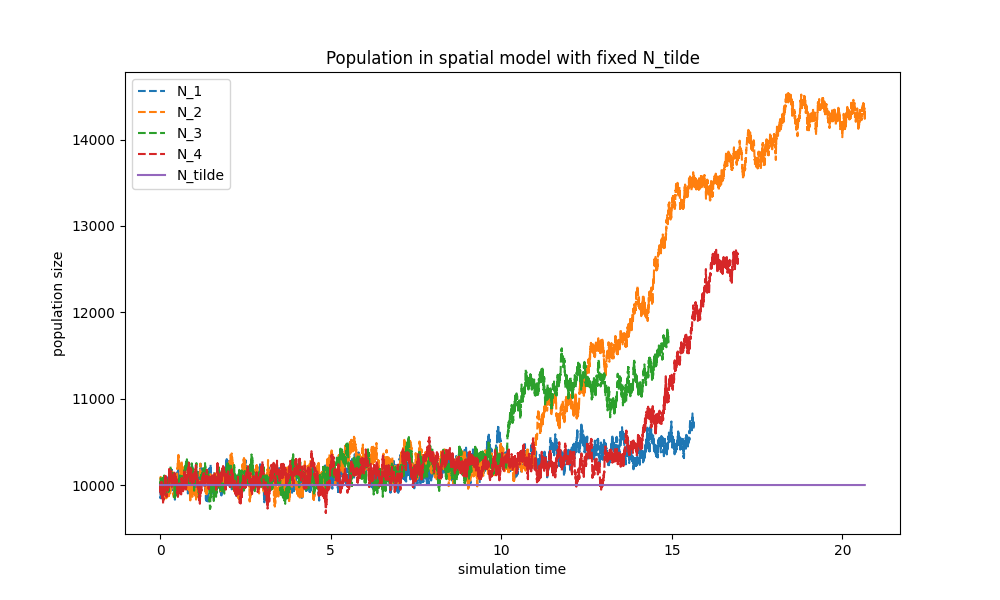 Population in spatial model with fixed N_tilde
N_1
N_2
N_3
N_4
N_tilde
population size
14000
13000
12000
11000
10000
0 5 10 15 20
simulation time